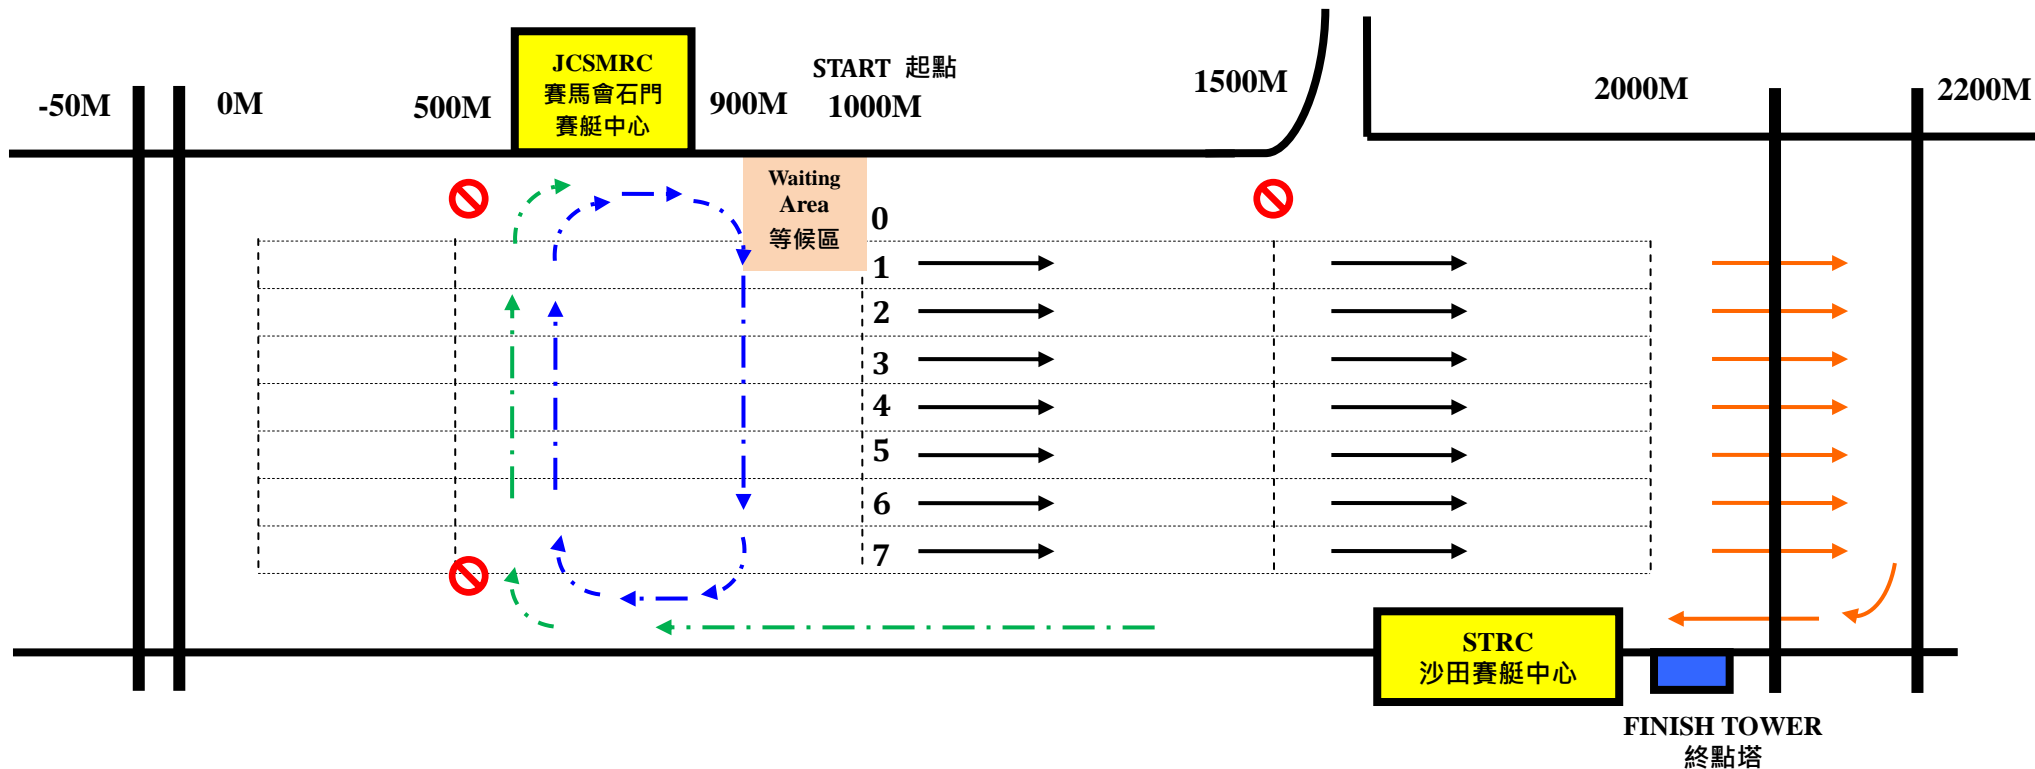 JCSMRC
賽馬會石門
賽艇中心
START 起點
-50M
0M
500M
900M
1000M
1500M
2000M
2200M
Waiting
Area
等候區
0
1
2
3
4
5
6
7
STRC
沙田賽艇中心
FINISH TOWER
終點塔